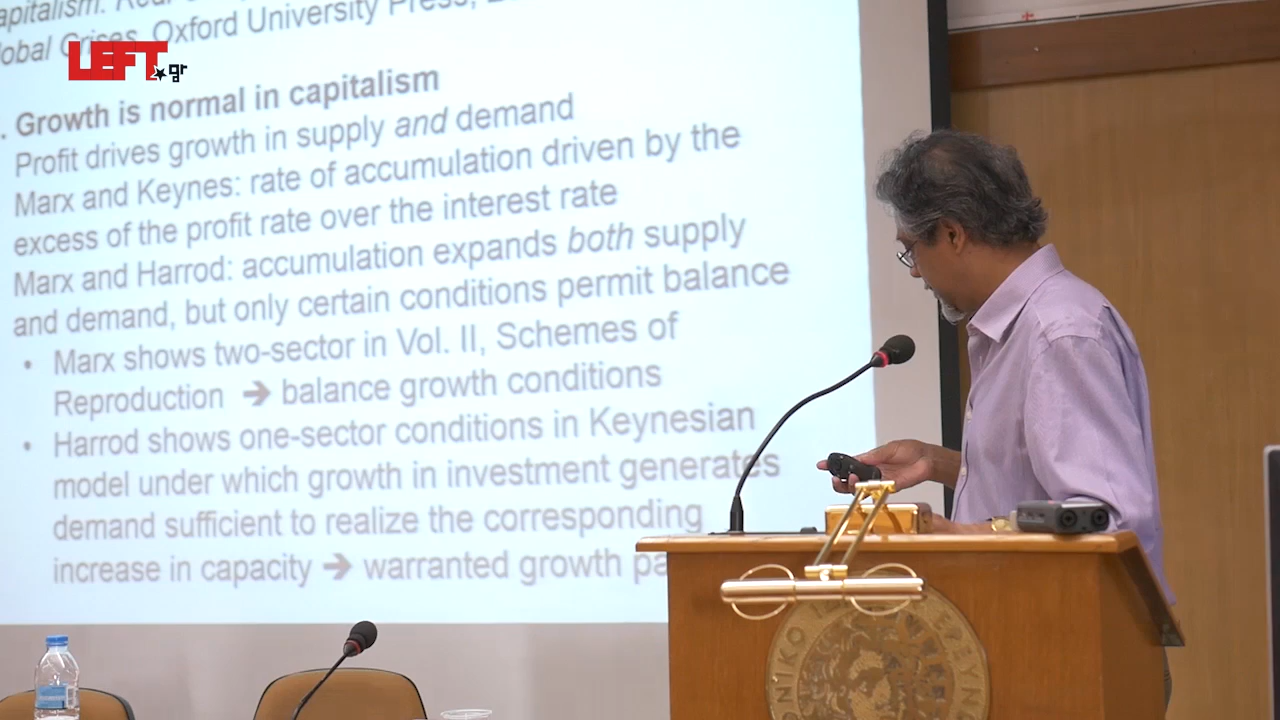 apitalism: Real
lobal Crises, Oxford University Press,
LEFT.gr
. Growth is normal in capitalism
Profit drives growth in supply and demand
Marx and Keynes: rate of accumulation driven by the
excess of the profit rate over the interest rate
Marx and Harrod: accumulation expands both supply
and demand, but only certain conditions permit balance
• Marx shows two-sector in Vol. II, Schemes of
Reproduction ➔ balance growth conditions
• Harrod shows one-sector conditions in Keynesian
model under which growth in investment generates
demand sufficient to realize the corresponding
increase in capacity ➔ warranted growth pa